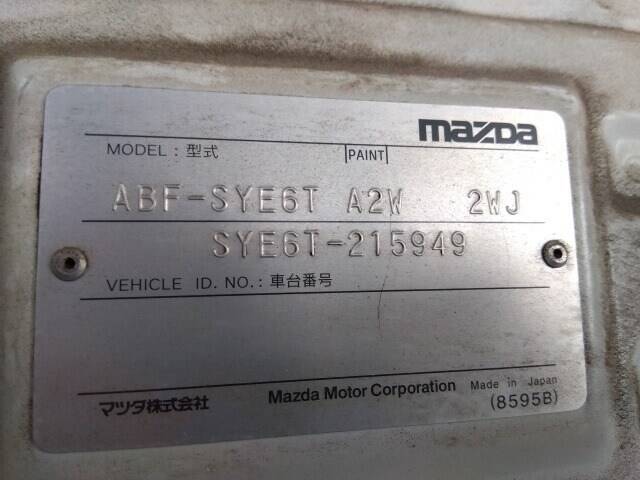 mazda
MODEL : 型式 PAINT
ABF-SYE6T A2W 2WJ
SYE6T-215949
VEHICLE ID. NO. : 車台番号
マツダ株式会社 Mazda Motor Corporation Made in Japan
(8595B)